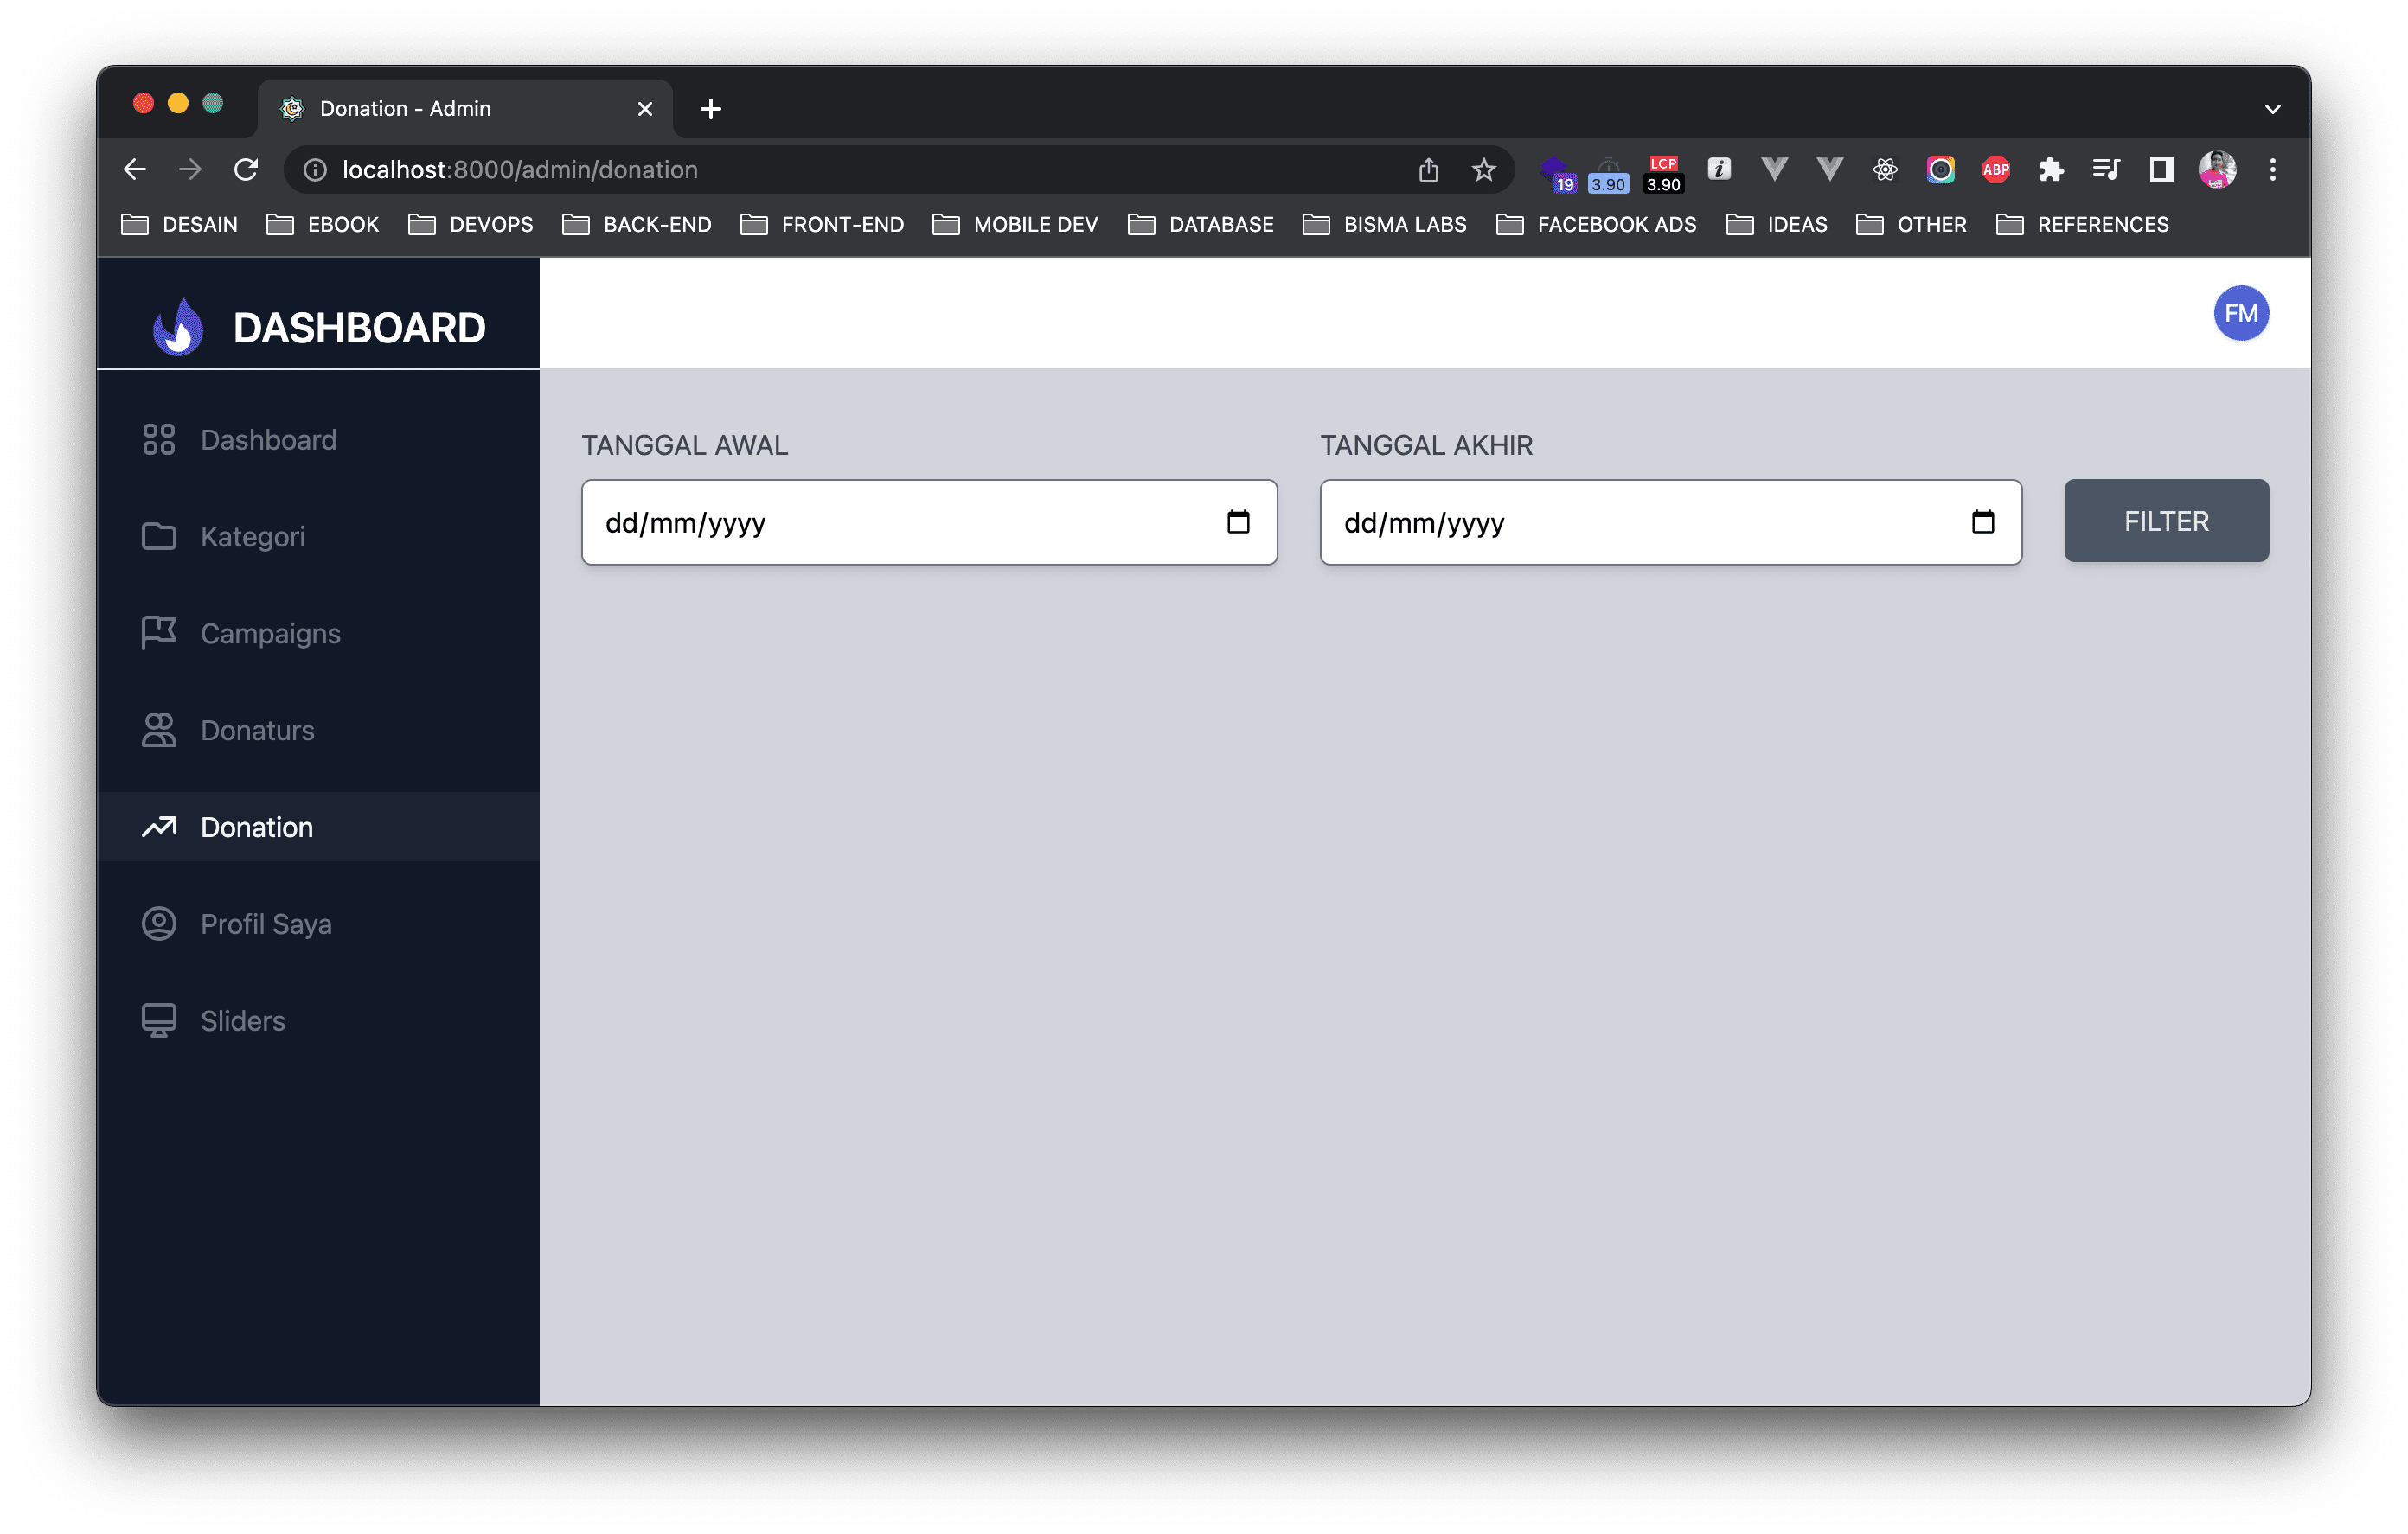 Donation - Admin
localhost:8000/admin/donation
19
3.90
LCP
3.90
i
ABP
DESAIN EBOOK DEVOPS BACK-END FRONT-END MOBILE DEV DATABASE BISMA LABS FACEBOOK ADS IDEAS OTHER REFERENCES
DASHBOARD
FM
Dashboard
Kategori
Campaigns
Donaturs
Donation
Profil Saya
Sliders
TANGGAL AWAL
dd/mm/yyyy
TANGGAL AKHIR
dd/mm/yyyy
FILTER